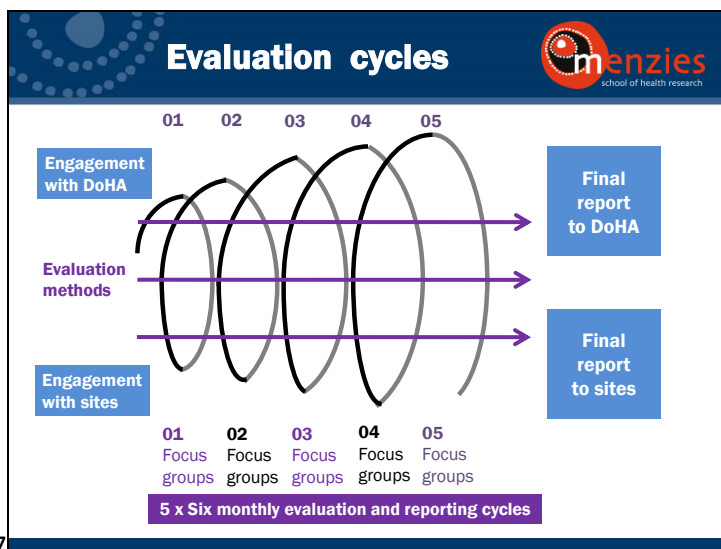 Evaluation cycles
menzies
school of health research
01 02 03 04 05
Engagement
with DoHA
Final
report
to DoHA
Evaluation
methods
Engagement
with sites
Final
report
to sites
01 02 03 04 05
Focus Focus Focus Focus Focus
groups groups groups groups groups
5 x Six monthly evaluation and reporting cycles
7